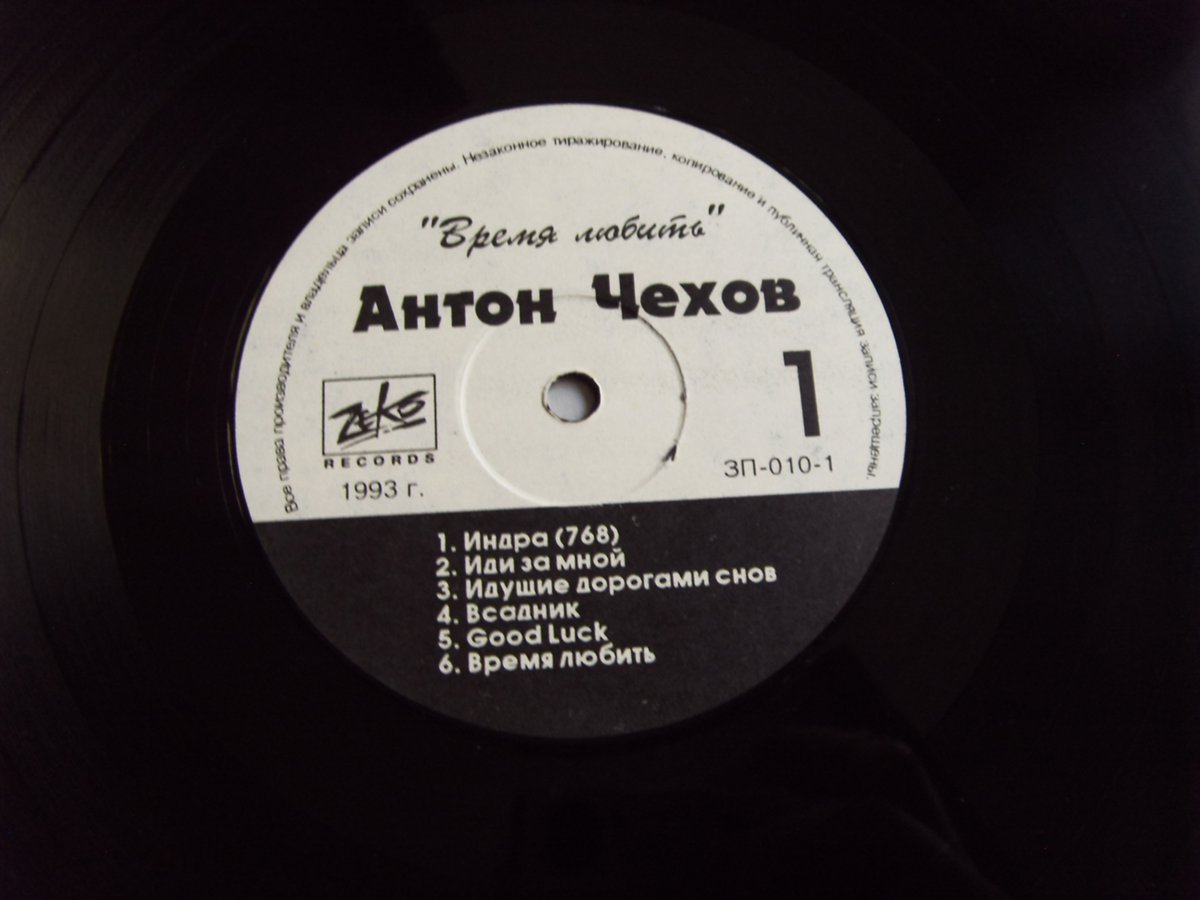 Все права производителя и владельца записи сохранены. Незаконное тиражирование, копирование и публичная трансляция записи запрещены.
"Время любить"
Антон Чехов
1
Zeko
RECORDS
1993 г.
ЗП-010-1
1. Индра (768)
2. Иди за мной
3. Идущие дорогами снов
4. Всадник
5. Good Luck
6. Время любить